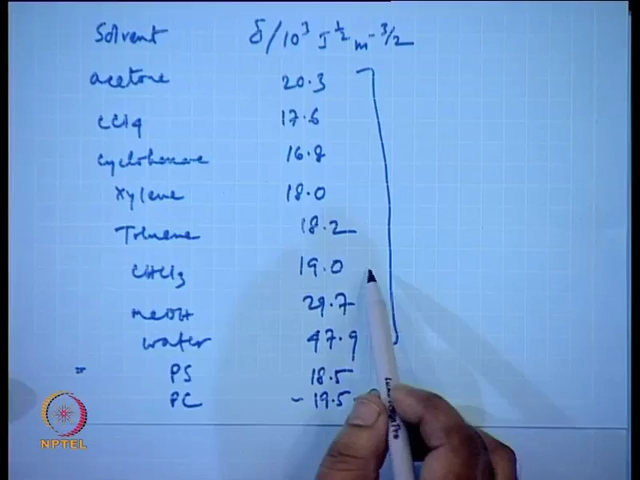 Solvent δ/10³ J^½ m^-3/2
acetone 20.3
CCl4 17.6
cyclohexane 16.8
Xylene 18.0
Toluene 18.2
CHCl3 19.0
MeOH 29.7
water 47.9
= PS 18.5
PC - 19.5
NPTEL